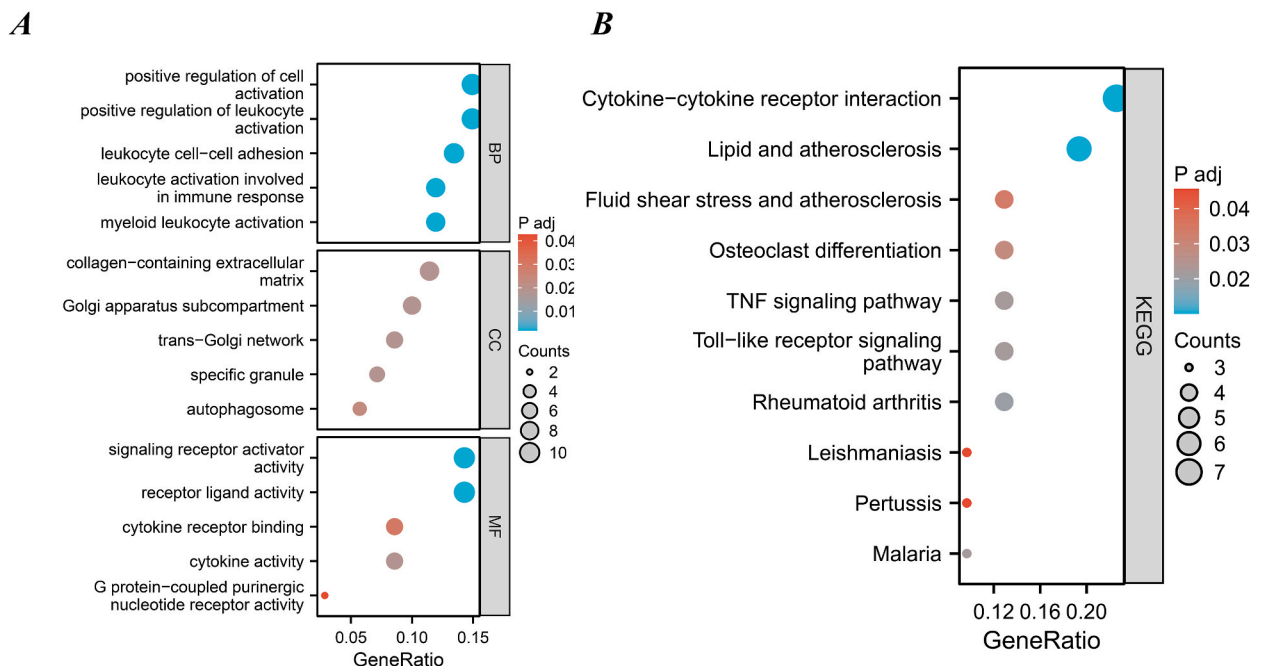 A
positive regulation of cell
activation
positive regulation of leukocyte
activation
leukocyte cell−cell adhesion
leukocyte activation involved
in immune response
myeloid leukocyte activation
BP
collagen−containing extracellular
matrix
Golgi apparatus subcompartment
trans−Golgi network
specific granule
autophagosome
CC
signaling receptor activator
activity
receptor ligand activity
cytokine receptor binding
cytokine activity
G protein−coupled purinergic
nucleotide receptor activity
MF
0.05 0.10 0.15
GeneRatio
P adj
0.04
0.03
0.02
0.01
Counts
2
4
6
8
10
B
Cytokine−cytokine receptor interaction
Lipid and atherosclerosis
Fluid shear stress and atherosclerosis
Osteoclast differentiation
TNF signaling pathway
Toll−like receptor signaling
pathway
Rheumatoid arthritis
Leishmaniasis
Pertussis
Malaria
KEGG
0.12 0.16 0.20
GeneRatio
P adj
0.04
0.03
0.02
Counts
3
4
5
6
7